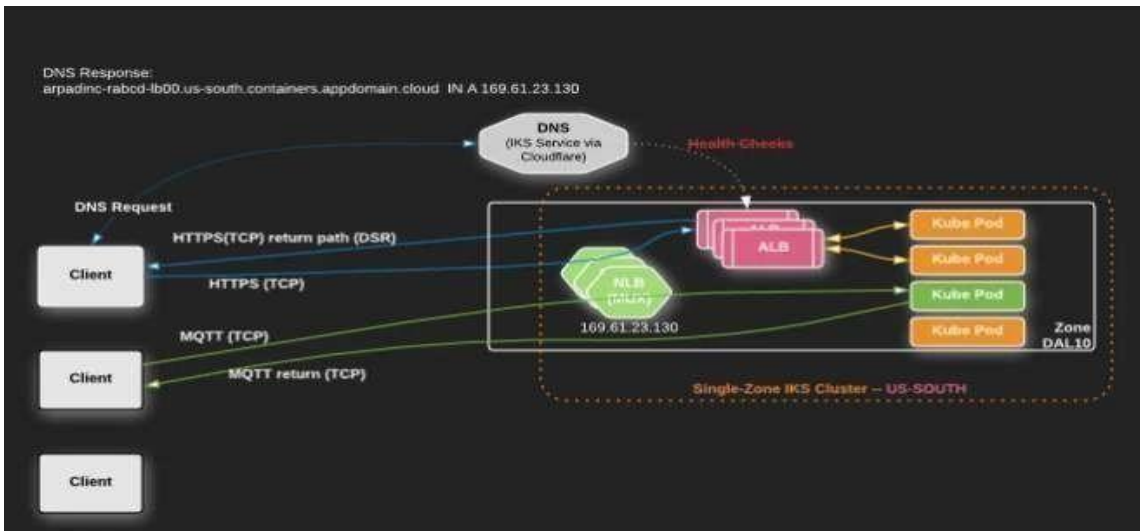 DNS Response:
arpadinc-rabcd-lb00.us-south.containers.appdomain.cloud IN A 169.61.23.130
DNS
(IKS Service via
Cloudflare)
Health Checks
DNS Request
HTTPS(TCP) return path (DSR)
Client
HTTPS (TCP)
ALB
ALB
Kube Pod
Kube Pod
NLB
(MUX)
Kube Pod
169.61.23.130
Kube Pod
Zone
DAL10
MQTT (TCP)
Client
MQTT return (TCP)
Single-Zone IKS Cluster – US-SOUTH
Client